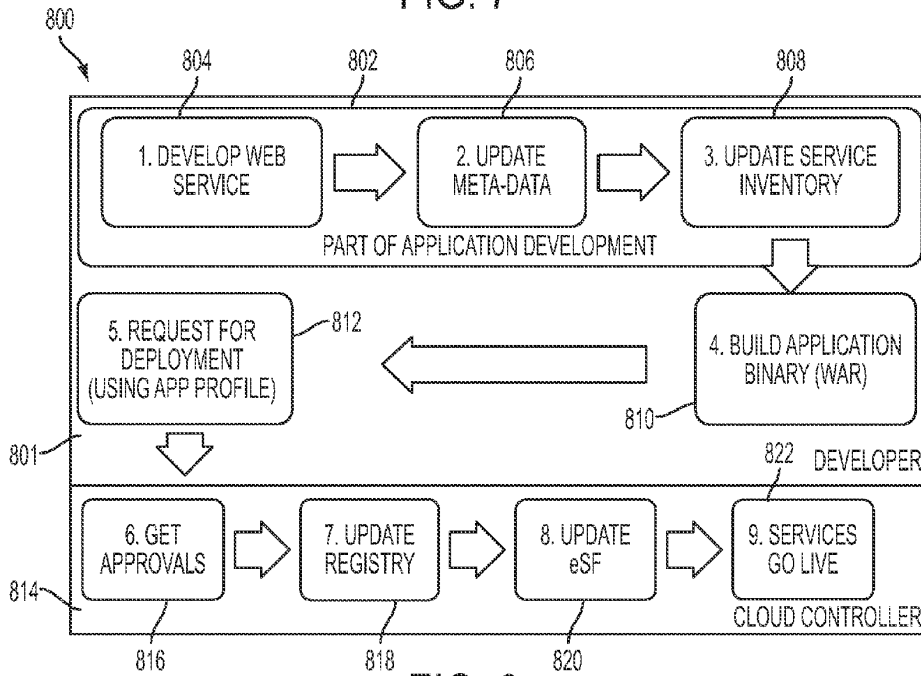 800
804
802
806
808
1. DEVELOP WEB
SERVICE
2. UPDATE
META-DATA
3. UPDATE SERVICE
INVENTORY
PART OF APPLICATION DEVELOPMENT
5. REQUEST FOR
DEPLOYMENT
(USING APP PROFILE)
812
4. BUILD APPLICATION
BINARY (WAR)
810
801
DEVELOPER
822
6. GET
APPROVALS
7. UPDATE
REGISTRY
8. UPDATE
eSF
9. SERVICES
GO LIVE
814
CLOUD CONTROLLER
816
818
820